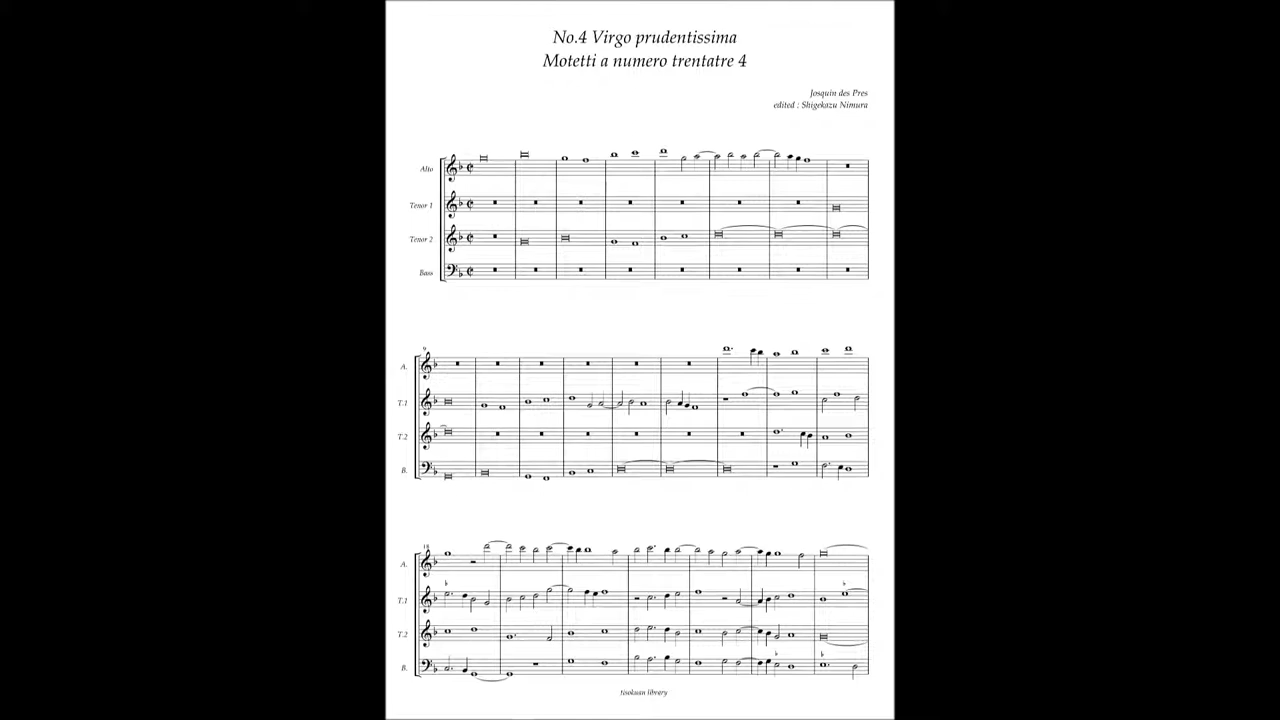 No.4 Virgo prudentissima
Motetti a numero trentatre 4
Josquin des Pres
edited : Shigekazu Nimura
Alto
Tenor 1
Tenor 2
Bass
9
A.
T.1
T.2
B.
18
A.
T.1
T.2
B.
tisokuan library